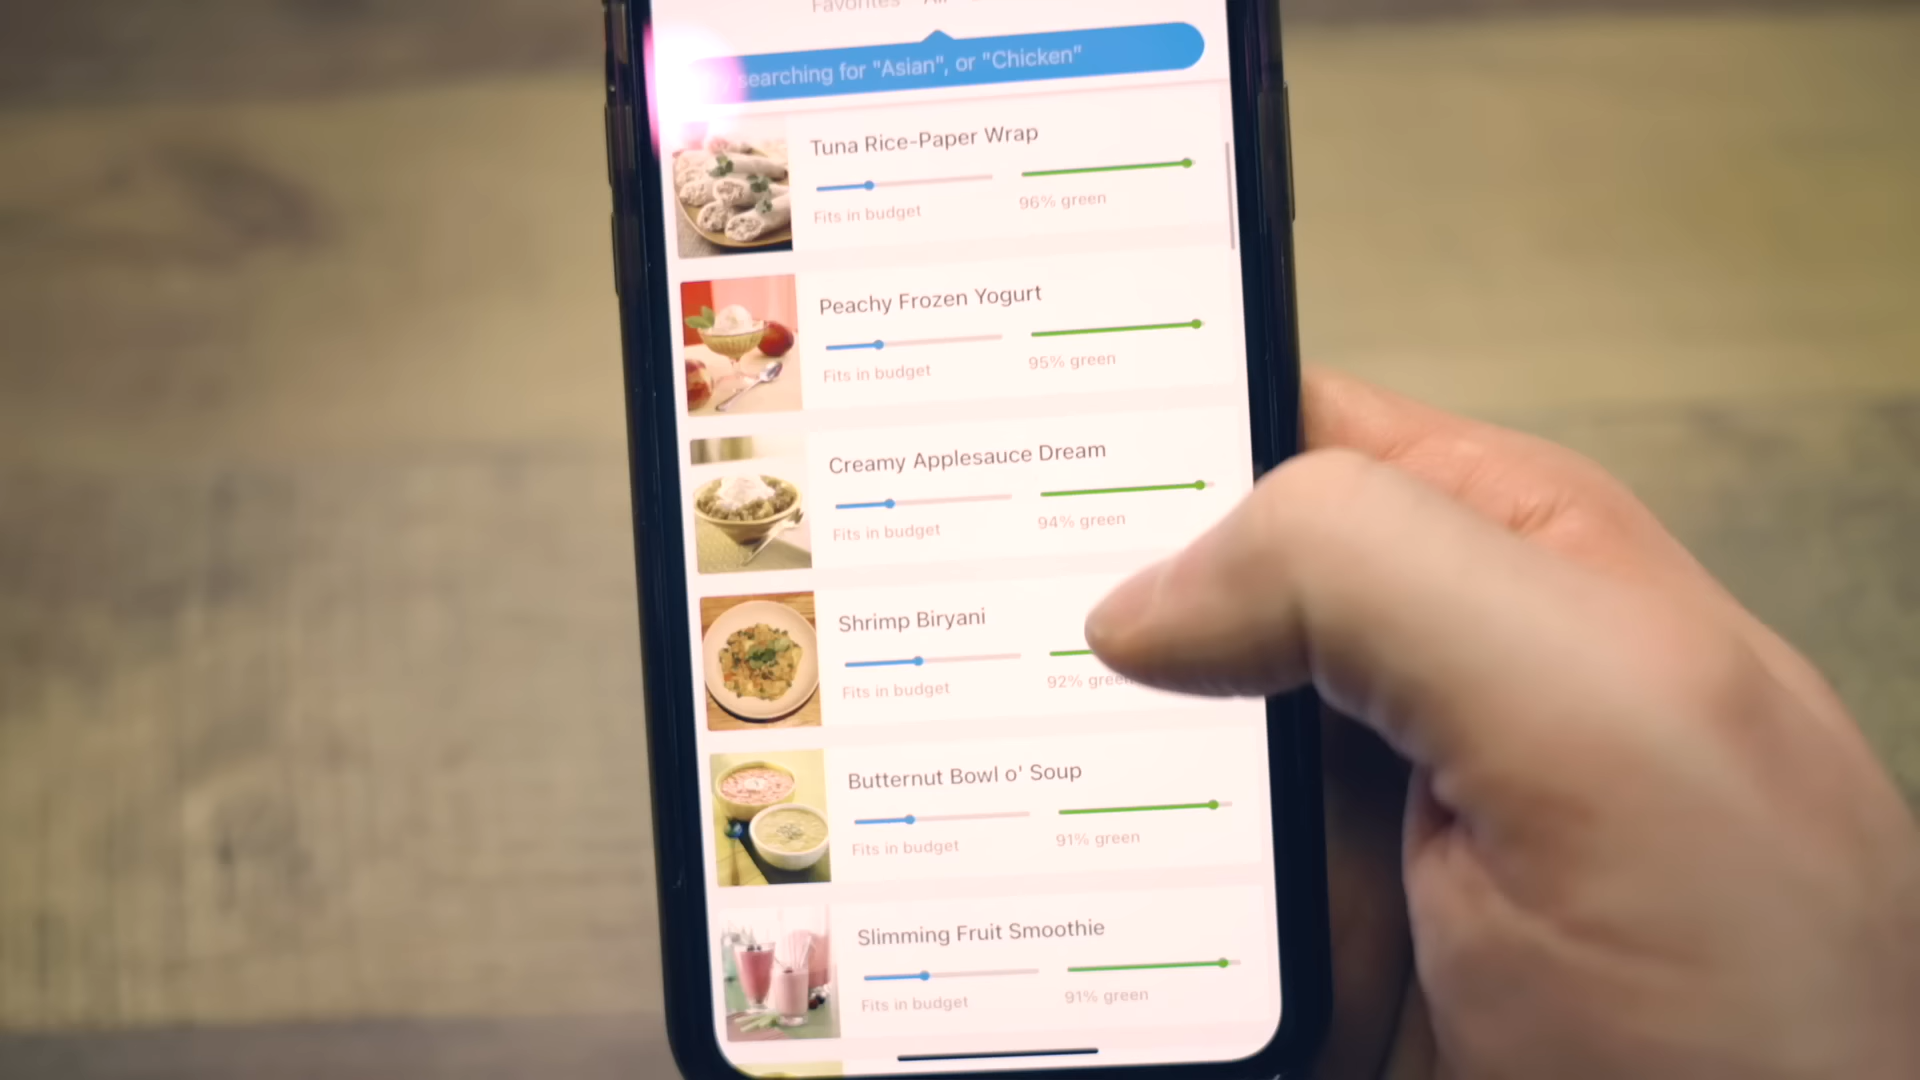 Favorites
searching for "Asian", or "Chicken"
Tuna Rice-Paper Wrap
Fits in budget
96% green
Peachy Frozen Yogurt
Fits in budget
95% green
Creamy Applesauce Dream
Fits in budget
94% green
Shrimp Biryani
Fits in budget
92% green
Butternut Bowl o' Soup
Fits in budget
91% green
Slimming Fruit Smoothie
Fits in budget
91% green